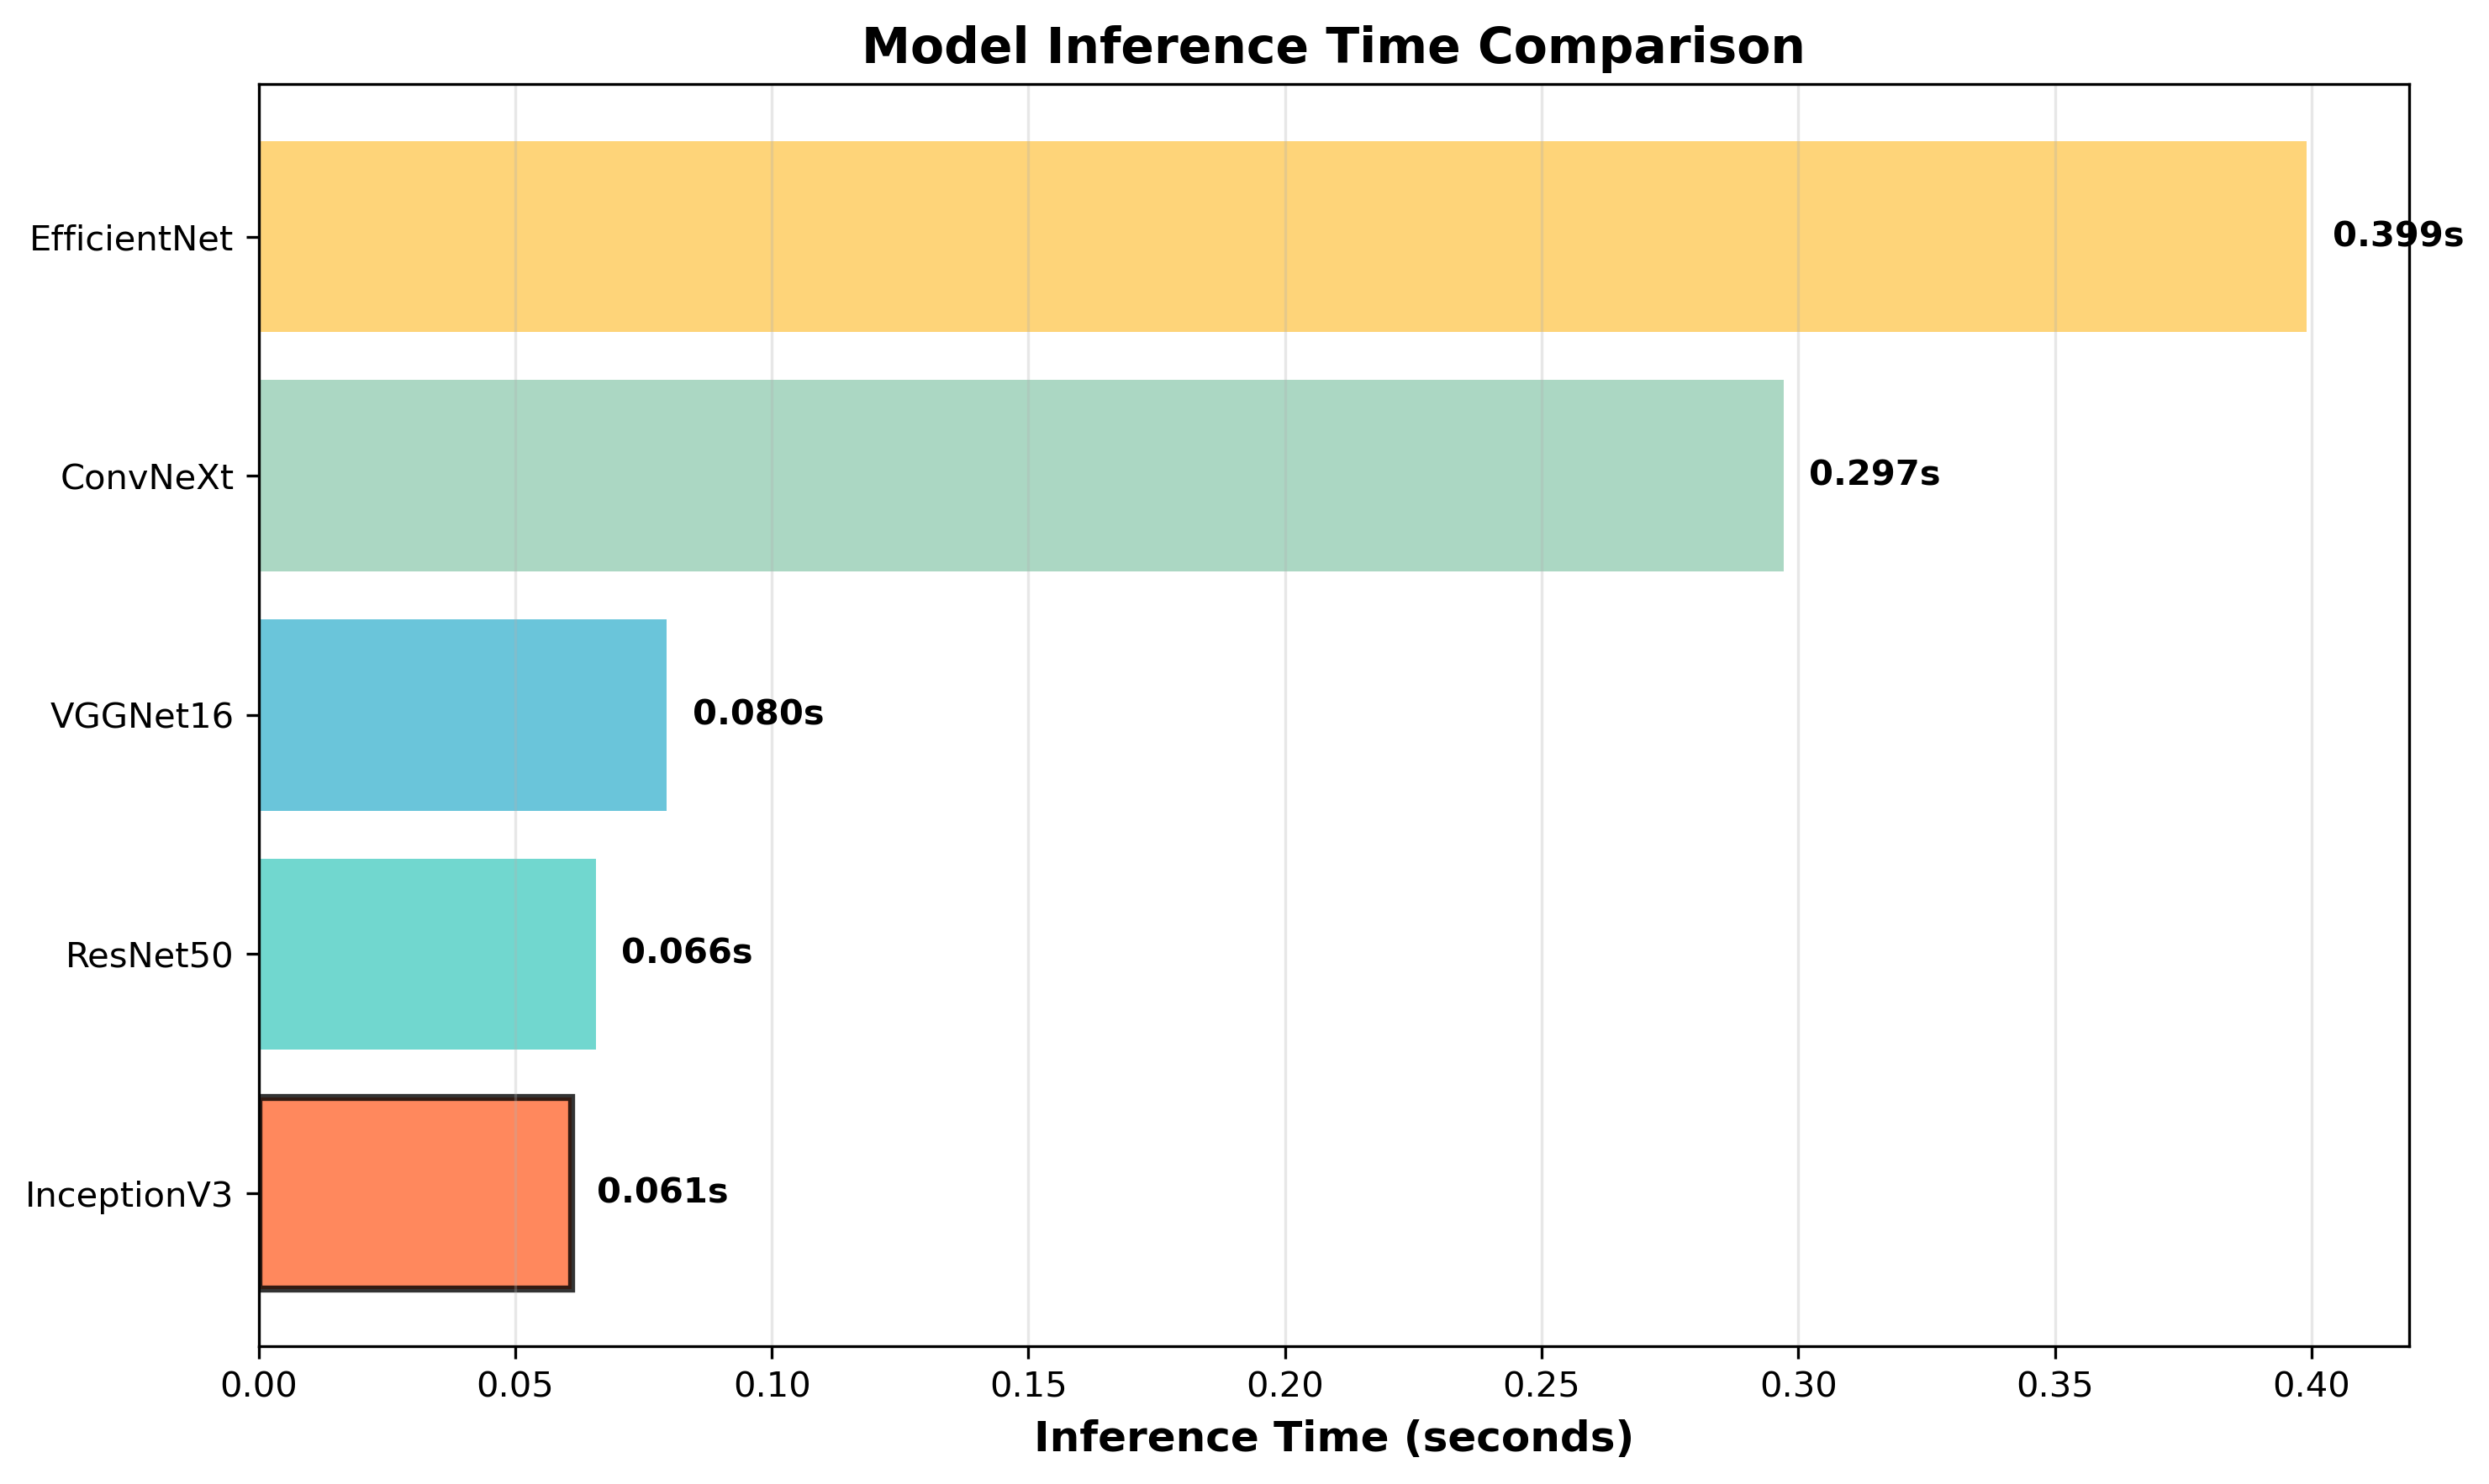 Model Inference Time Comparison
EfficientNet
0.399s
ConvNeXt
0.297s
VGGNet16
0.080s
ResNet50
0.066s
InceptionV3
0.061s
0.00 0.05 0.10 0.15 0.20 0.25 0.30 0.35 0.40
Inference Time (seconds)